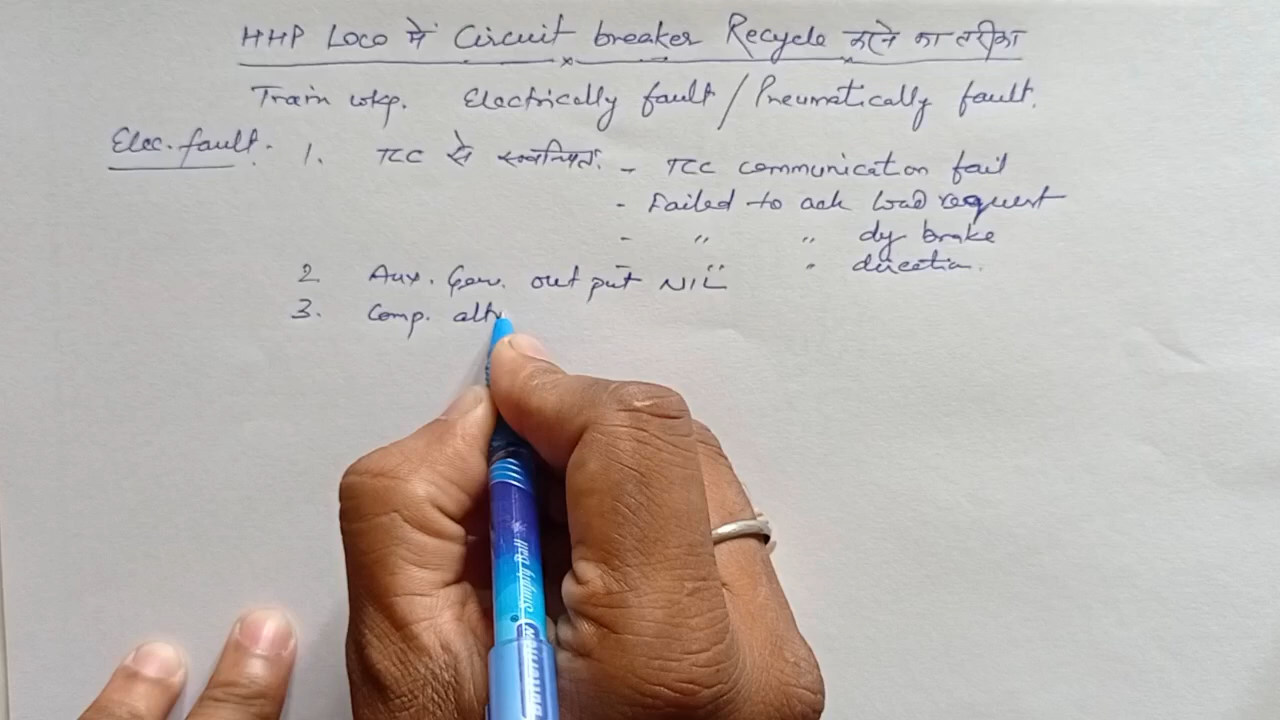 HHP Loco में Circuit breaker Recycle करने का तरीका
Train wkg. Electrically fault / Pneumatically fault.
Elec. fault. 1. TCC से सम्बन्धित. - TCC communication fail
- Failed to ack load request
- " " dy brake
- " " direction.
2 Aux. Gen. out put NIL
3. Comp. alt
Simply Ball